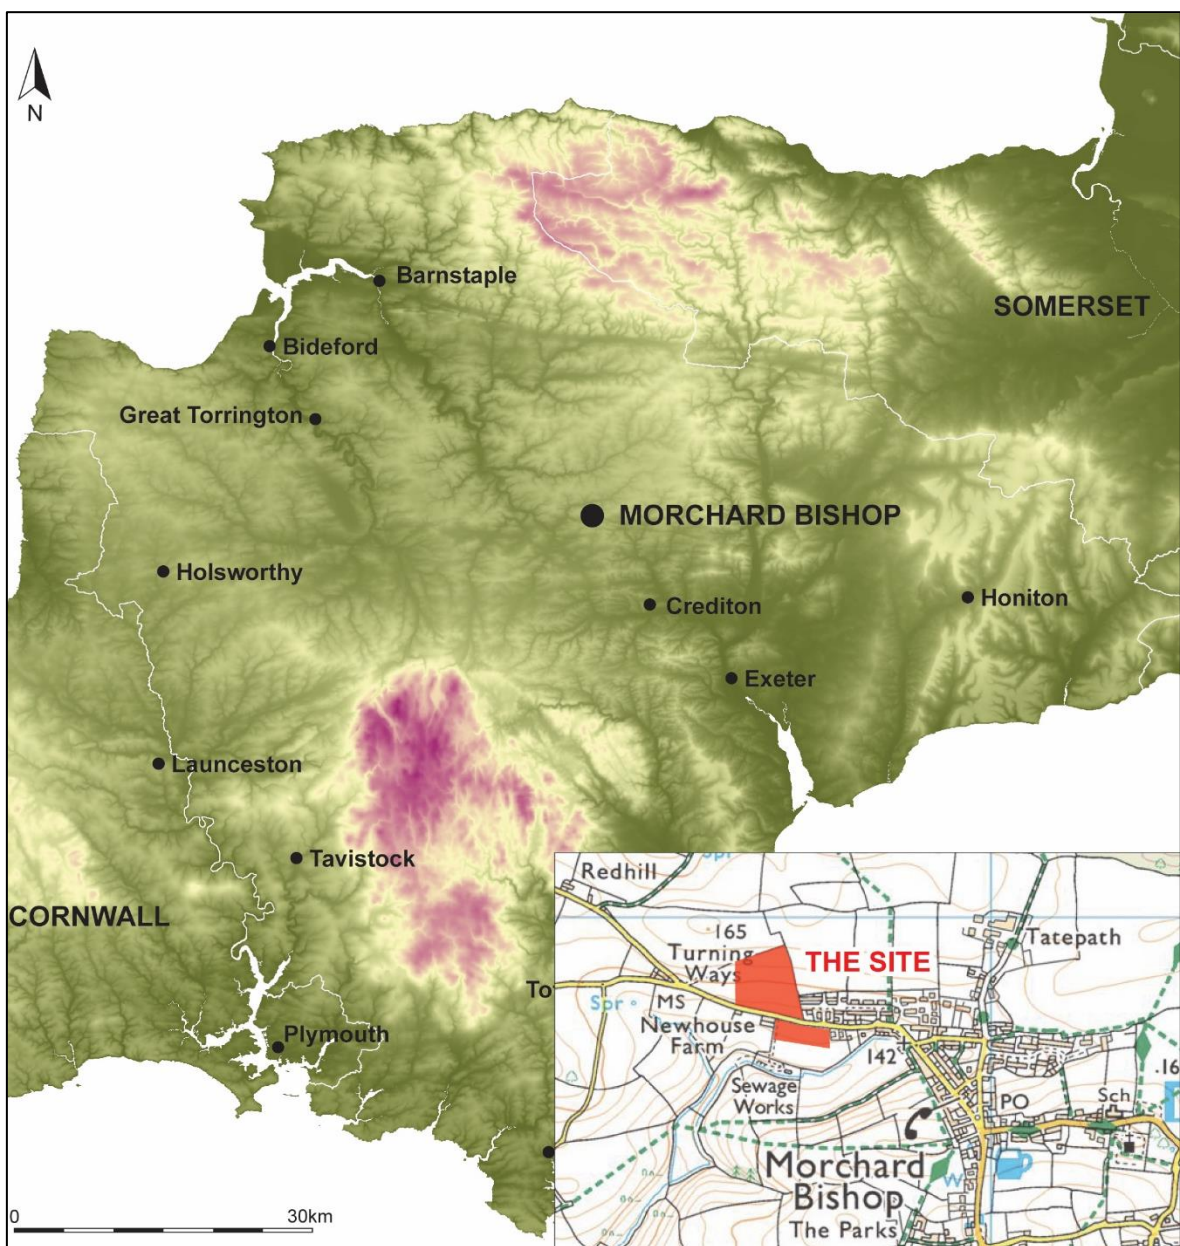 N
Barnstaple
SOMERSET
Bideford
Great Torrington
MORCHARD BISHOP
Holsworthy
Crediton
Honiton
Exeter
Launceston
Tavistock
CORNWALL
To
Plymouth
0
30km
Spr
Redhill
165
Turning
Ways
THE SITE
Tatepath
Spr
MS
Newhouse
Farm
142
Sewage
Works
PO
Sch
.16
Morchard
Bishop
W
The Parks